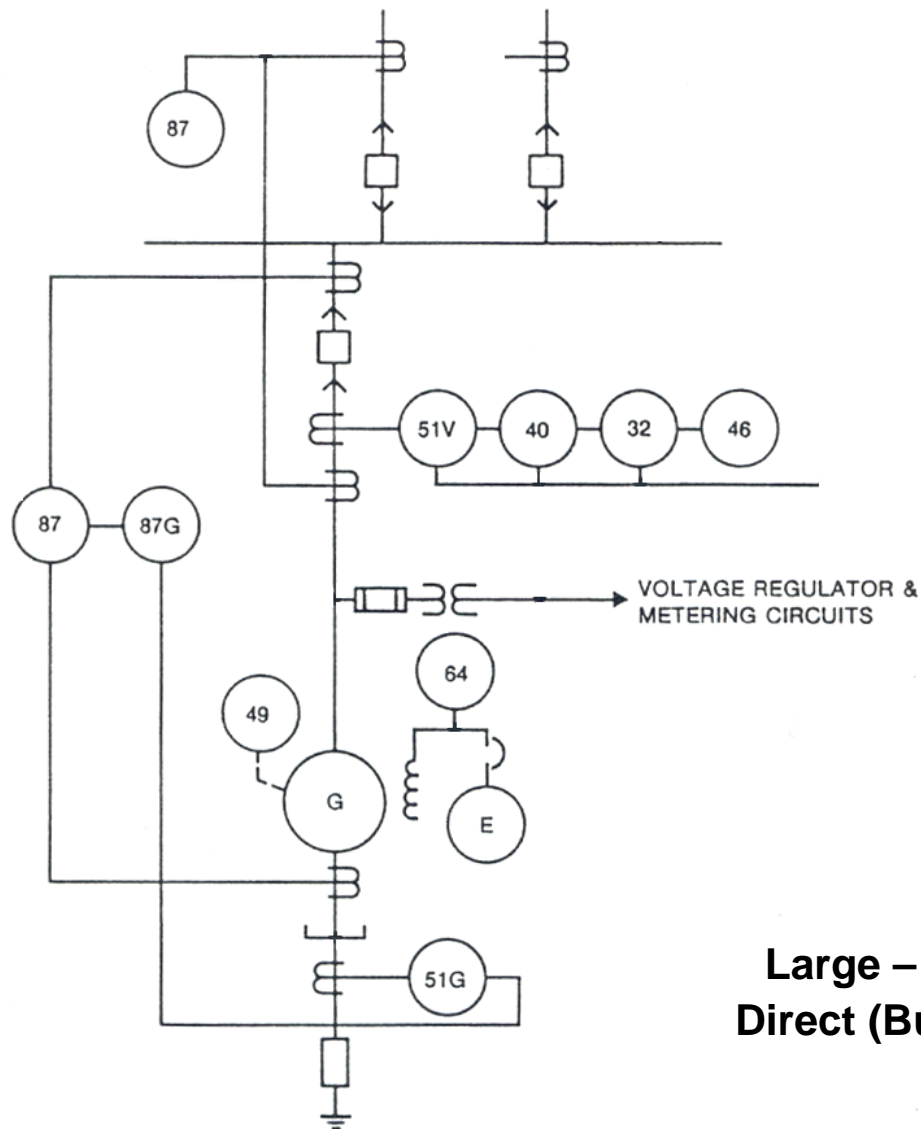 87
51V
40
32
46
87
87G
VOLTAGE REGULATOR &
METERING CIRCUITS
64
49
G
E
51G
Large –
Direct (Bu